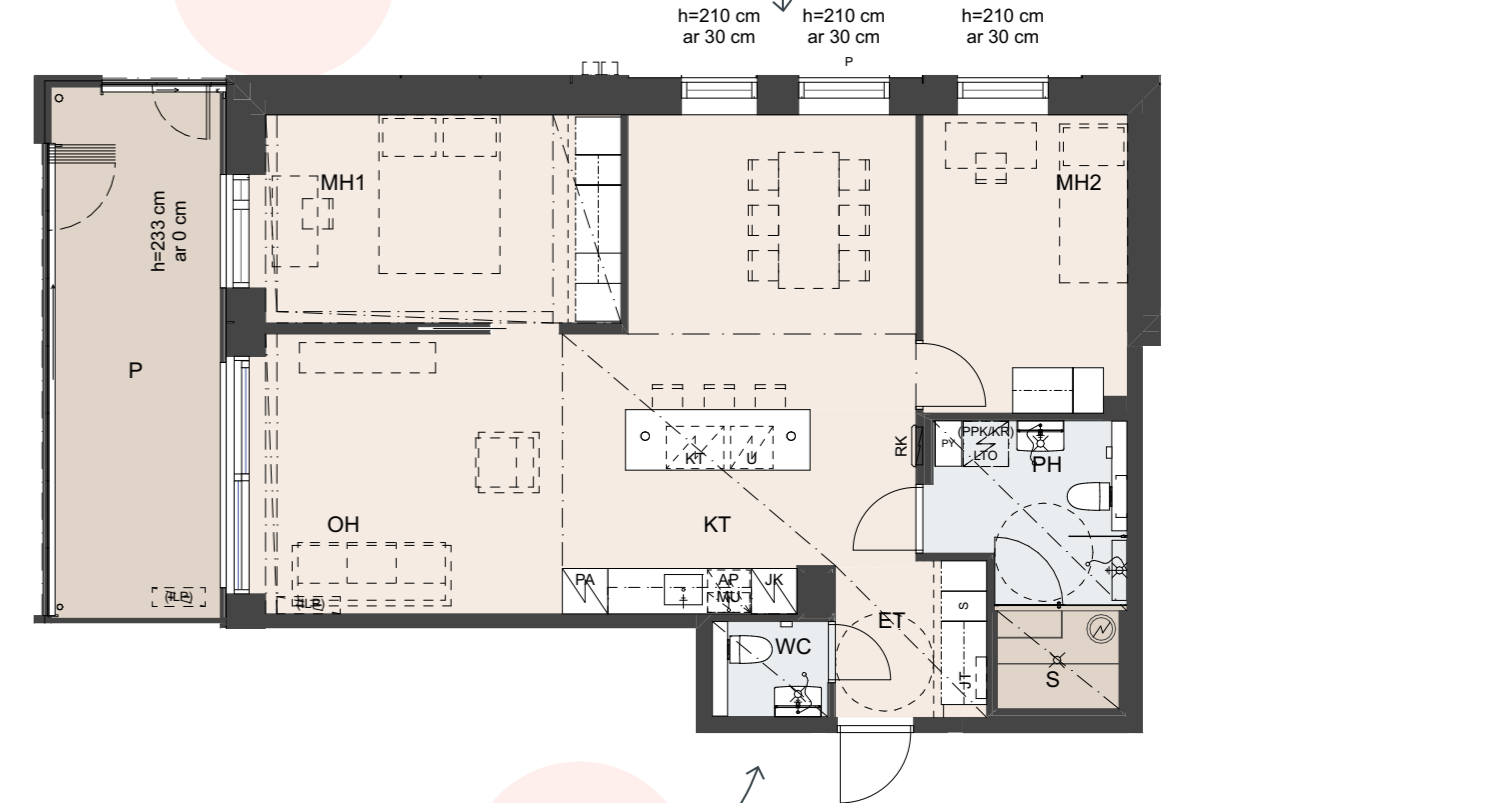 h=210 cm
ar 30 cm
h=210 cm
ar 30 cm
h=210 cm
ar 30 cm
P
MH1
MH2
h=233 cm
ar 0 cm
P
RK
PY
(PPK/KR)
LTO
PH
KT
U
OH
KT
PA
AP
MU
JK
(ILP)
(ILP)
ET
S
WC
JT
S